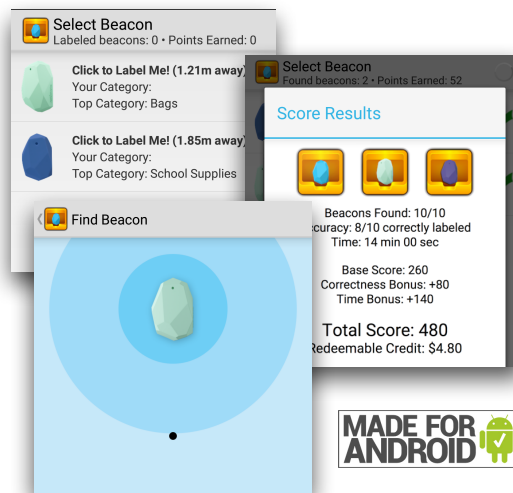 Select Beacon
Labeled beacons: 0 • Points Earned: 0
Click to Label Me! (1.21m away)
Your Category:
Top Category: Bags
Click to Label Me! (1.85m away)
Your Category:
Top Category: School Supplies
Select Beacon
Found beacons: 2 • Points Earned: 52
Score Results
Beacons Found: 10/10
ccuracy: 8/10 correctly labeled
Time: 14 min 00 sec
Base Score: 260
Correctness Bonus: +80
Time Bonus: +140
Total Score: 480
Redeemable Credit: $4.80
Find Beacon
MADE FOR
ANDROID